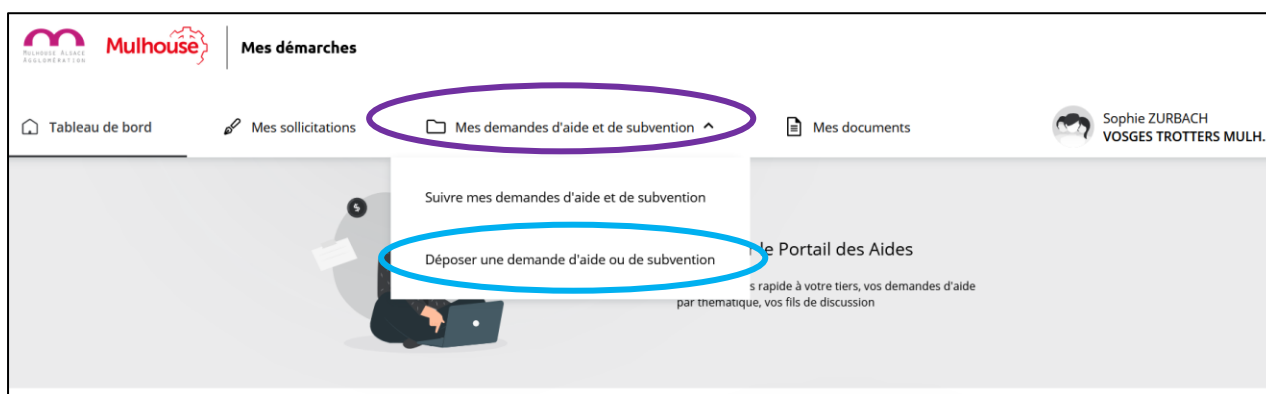 MULHOUSE ALSACE
AGGLOMÉRATION
Mulhouse
Mes démarches
Tableau de bord
Mes sollicitations
Mes demandes d'aide et de subvention
Mes documents
Sophie ZURBACH
VOSGES TROTTERS MULH.
Suivre mes demandes d'aide et de subvention
Déposer une demande d'aide ou de subvention
le Portail des Aides
s rapide à votre tiers, vos demandes d'aide
par thématique, vos fils de discussion